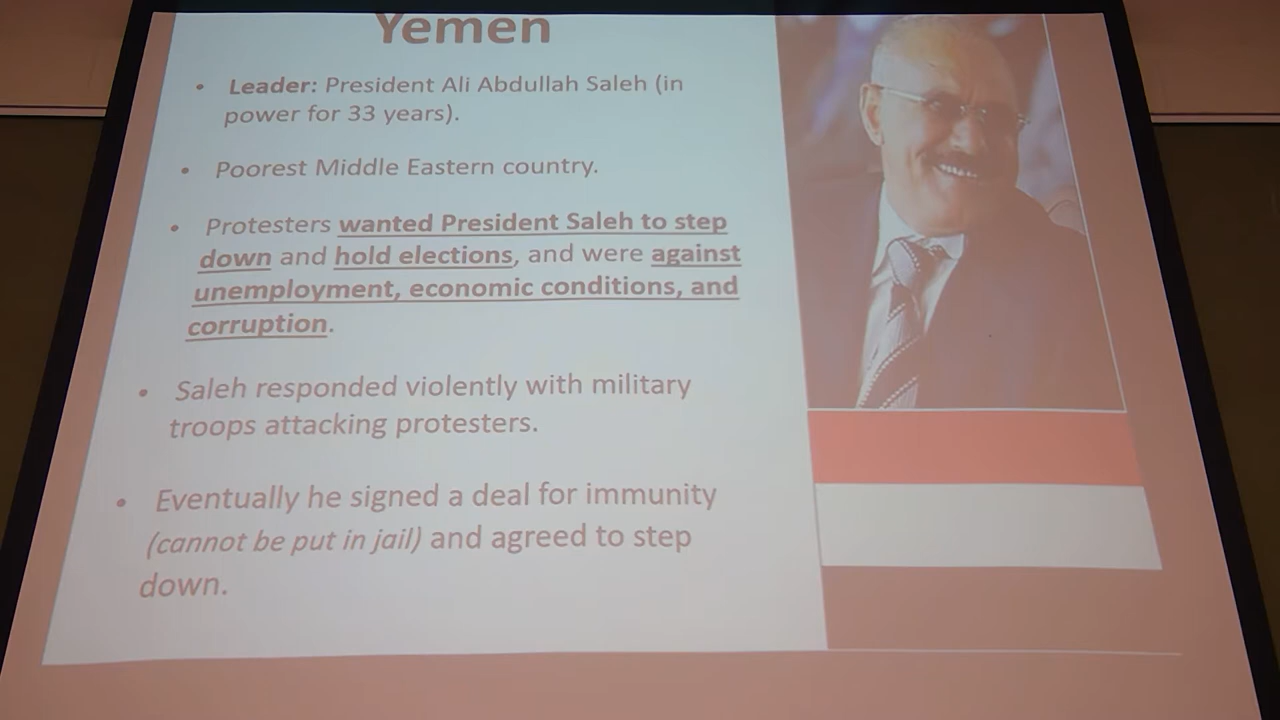 Yemen
• Leader: President Ali Abdullah Saleh (in
power for 33 years).
• Poorest Middle Eastern country.
• Protesters wanted President Saleh to step
down and hold elections, and were against
unemployment, economic conditions, and
corruption.
• Saleh responded violently with military
troops attacking protesters.
• Eventually he signed a deal for immunity
(cannot be put in jail) and agreed to step
down.